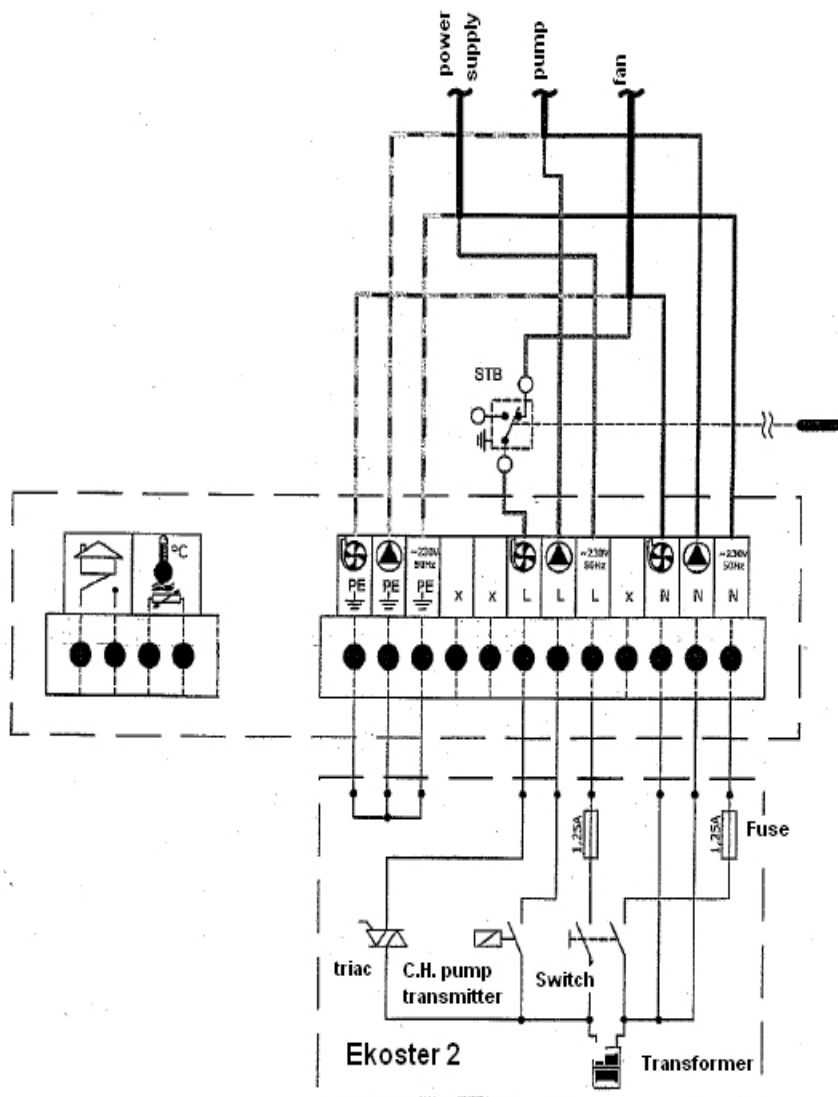 power
supply
pump
fan
STB
°C
PE
PE
~230V
50Hz
PE
x
x
L
L
~230V
50Hz
L
x
N
N
~230V
50Hz
N
1,25A
1,25A
Fuse
triac
C.H. pump
transmitter
Switch
Ekoster 2
Transformer